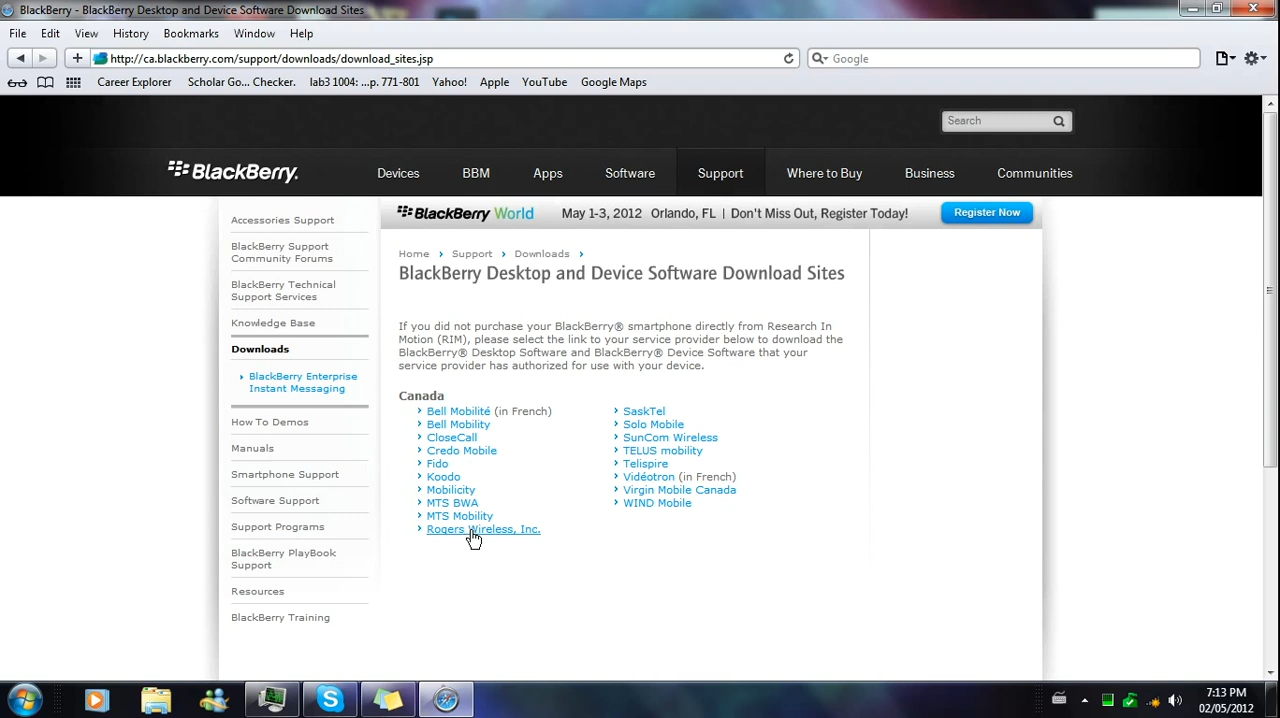 BlackBerry - BlackBerry Desktop and Device Software Download Sites
File Edit View History Bookmarks Window Help
http://ca.blackberry.com/support/downloads/download_sites.jsp
Google
Career Explorer Scholar Go... Checker. lab3 1004: ...p. 771-801 Yahoo! Apple YouTube Google Maps
Search
BlackBerry. Devices BBM Apps Software Support Where to Buy Business Communities
BlackBerry World May 1-3, 2012 Orlando, FL | Don't Miss Out, Register Today! Register Now
Accessories Support
BlackBerry Support
Community Forums
BlackBerry Technical
Support Services
Knowledge Base
Downloads
BlackBerry Enterprise
Instant Messaging
How To Demos
Manuals
Smartphone Support
Software Support
Support Programs
BlackBerry PlayBook
Support
Resources
BlackBerry Training
Home › Support › Downloads ›
BlackBerry Desktop and Device Software Download Sites
If you did not purchase your BlackBerry® smartphone directly from Research In
Motion (RIM), please select the link to your service provider below to download the
BlackBerry® Desktop Software and BlackBerry® Device Software that your
service provider has authorized for use with your device.
Canada
Bell Mobilité (in French)
Bell Mobility
CloseCall
Credo Mobile
Fido
Koodo
Mobilicity
MTS BWA
MTS Mobility
Rogers Wireless, Inc.
SaskTel
Solo Mobile
SunCom Wireless
TELUS mobility
Telispire
Vidéotron (in French)
Virgin Mobile Canada
WIND Mobile
7:13 PM
02/05/2012